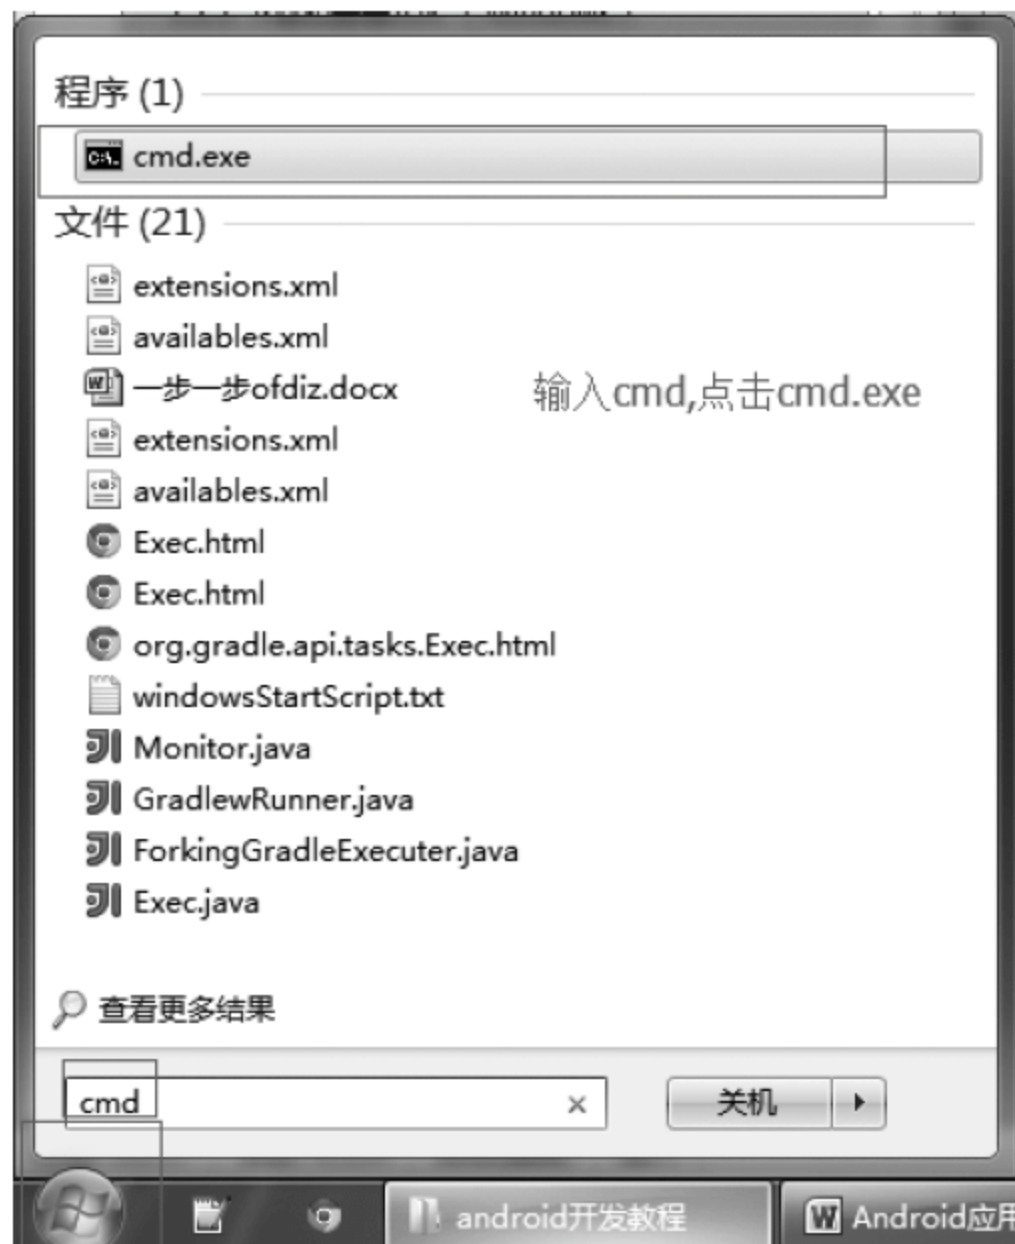 程序 (1)
cmd.exe
文件 (21)
extensions.xml
availables.xml
一步一步ofdiz.docx
输入cmd,点击cmd.exe
extensions.xml
availables.xml
Exec.html
Exec.html
org.gradle.api.tasks.Exec.html
windowsStartScript.txt
Monitor.java
GradlewRunner.java
ForkingGradleExecuter.java
Exec.java
查看更多结果
cmd
关机
android开发教程
Android应用